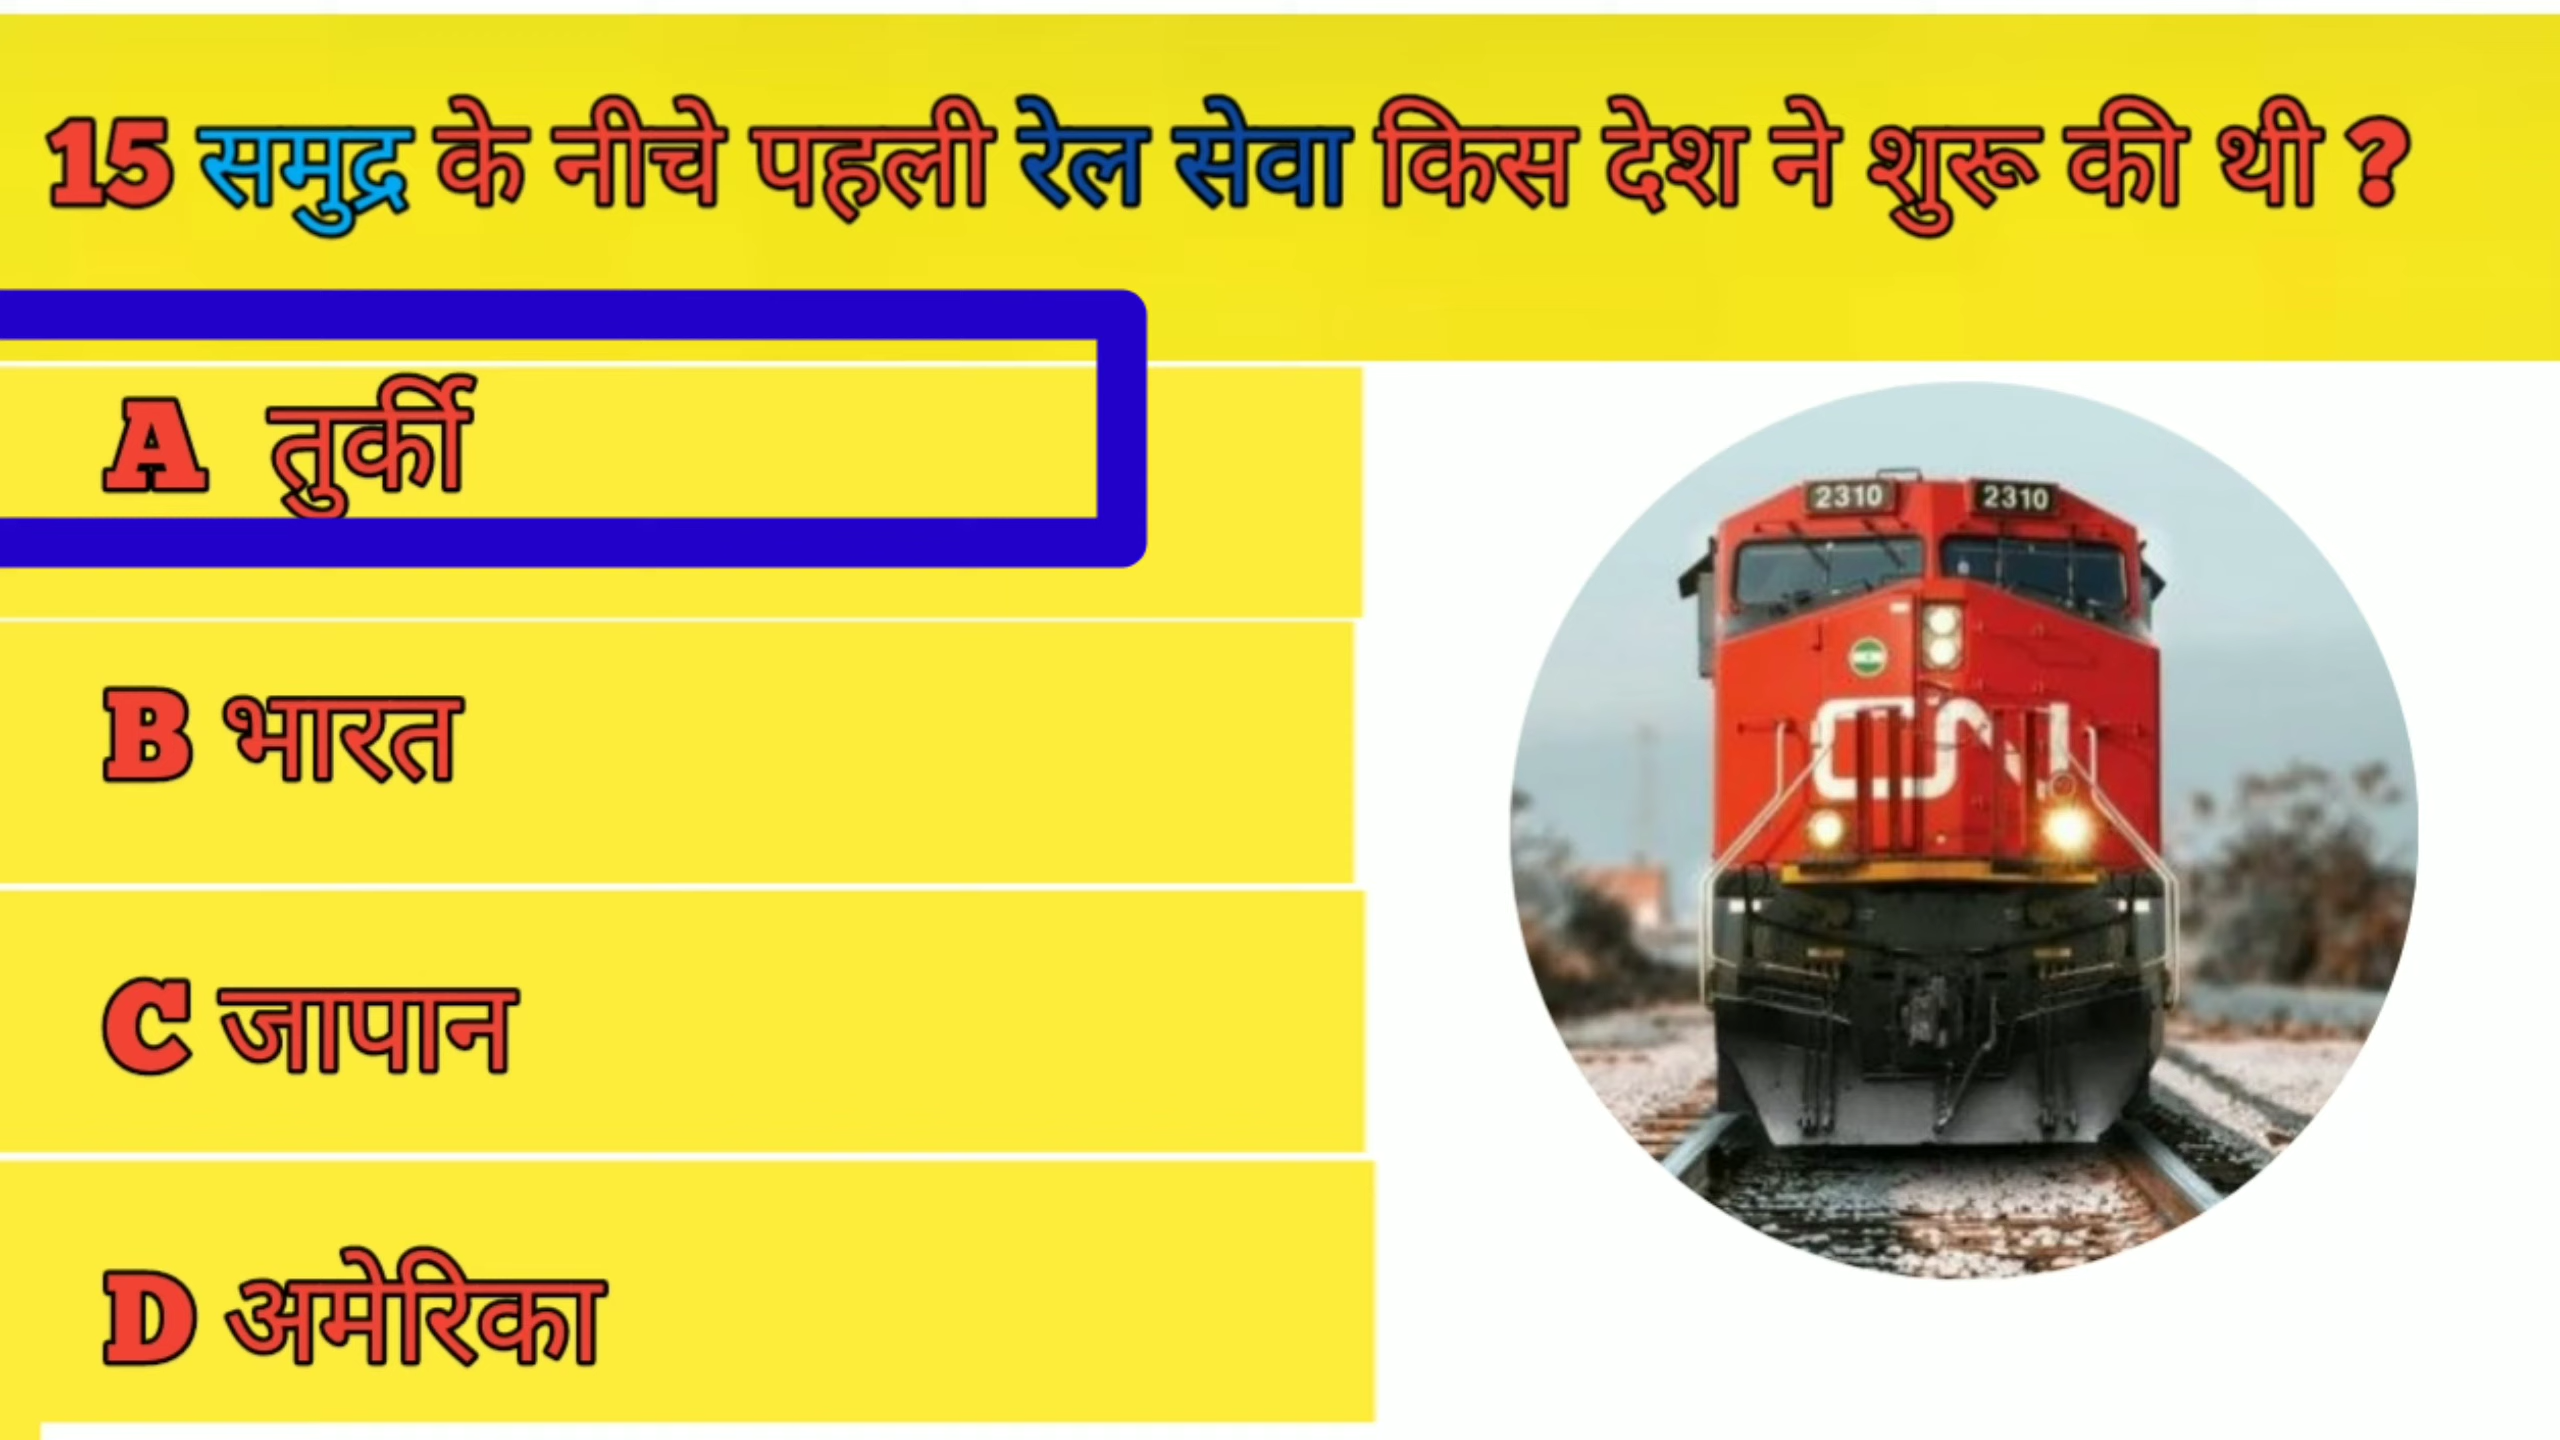 15 समुद्र के नीचे पहली रेल सेवा किस देश ने शुरू की थी ?
A तुर्की
B भारत
C जापान
D अमेरिका
2310 2310
CN